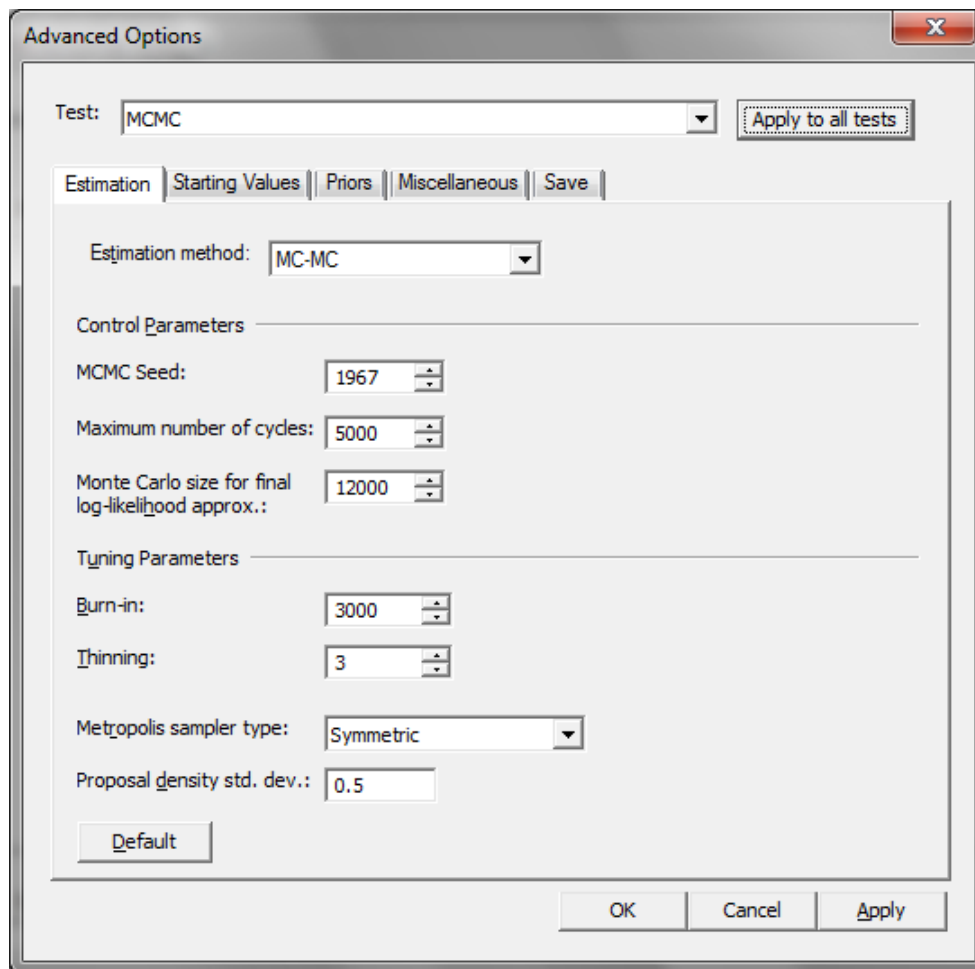 Advanced Options
Test: MCMC Apply to all tests
Estimation Starting Values Priors Miscellaneous Save
Estimation method: MC-MC
Control Parameters
MCMC Seed: 1967
Maximum number of cycles: 5000
Monte Carlo size for final
log-likelihood approx.: 12000
Tuning Parameters
Burn-in: 3000
Thinning: 3
Metropolis sampler type: Symmetric
Proposal density std. dev.: 0.5
Default
OK Cancel Apply